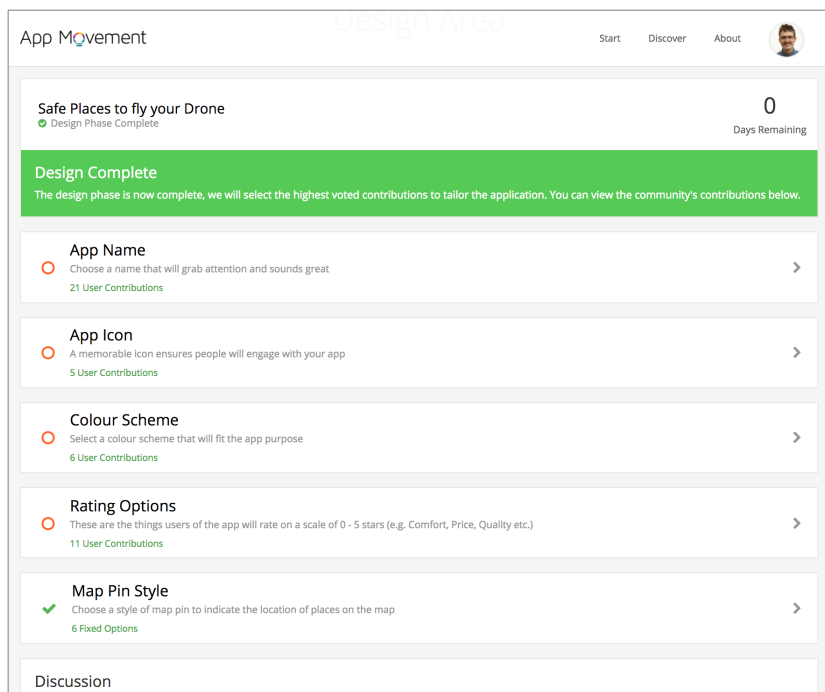 Design Area
App Movement
Start Discover About
Safe Places to fly your Drone
Design Phase Complete
0
Days Remaining
Design Complete
The design phase is now complete, we will select the highest voted contributions to tailor the application. You can view the community's contributions below.
App Name
Choose a name that will grab attention and sounds great
21 User Contributions
App Icon
A memorable icon ensures people will engage with your app
5 User Contributions
Colour Scheme
Select a colour scheme that will fit the app purpose
6 User Contributions
Rating Options
These are the things users of the app will rate on a scale of 0 - 5 stars (e.g. Comfort, Price, Quality etc.)
11 User Contributions
Map Pin Style
Choose a style of map pin to indicate the location of places on the map
6 Fixed Options
Discussion